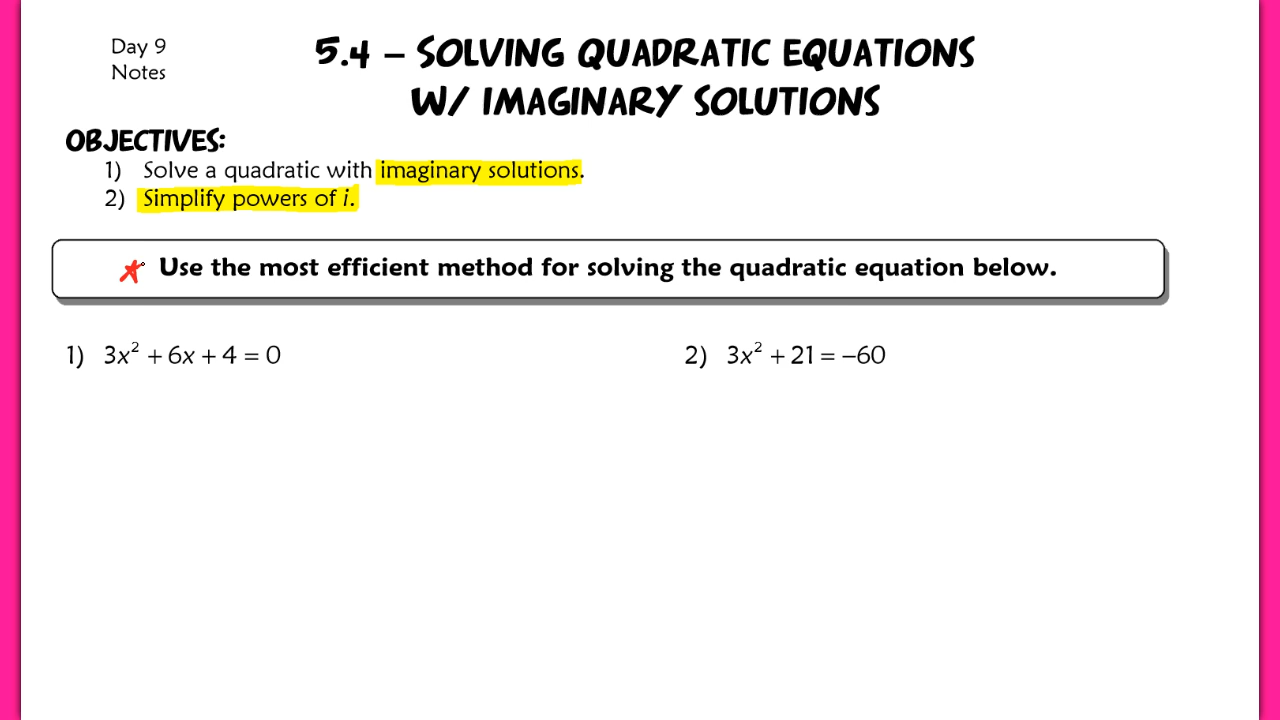 Day 9
Notes
5.4 – SOLVING QUADRATIC EQUATIONS
W/ IMAGINARY SOLUTIONS
OBJECTIVES:
1) Solve a quadratic with imaginary solutions.
2) Simplify powers of i.
Use the most efficient method for solving the quadratic equation below.
1) 3x² + 6x + 4 = 0
2) 3x² + 21 = –60